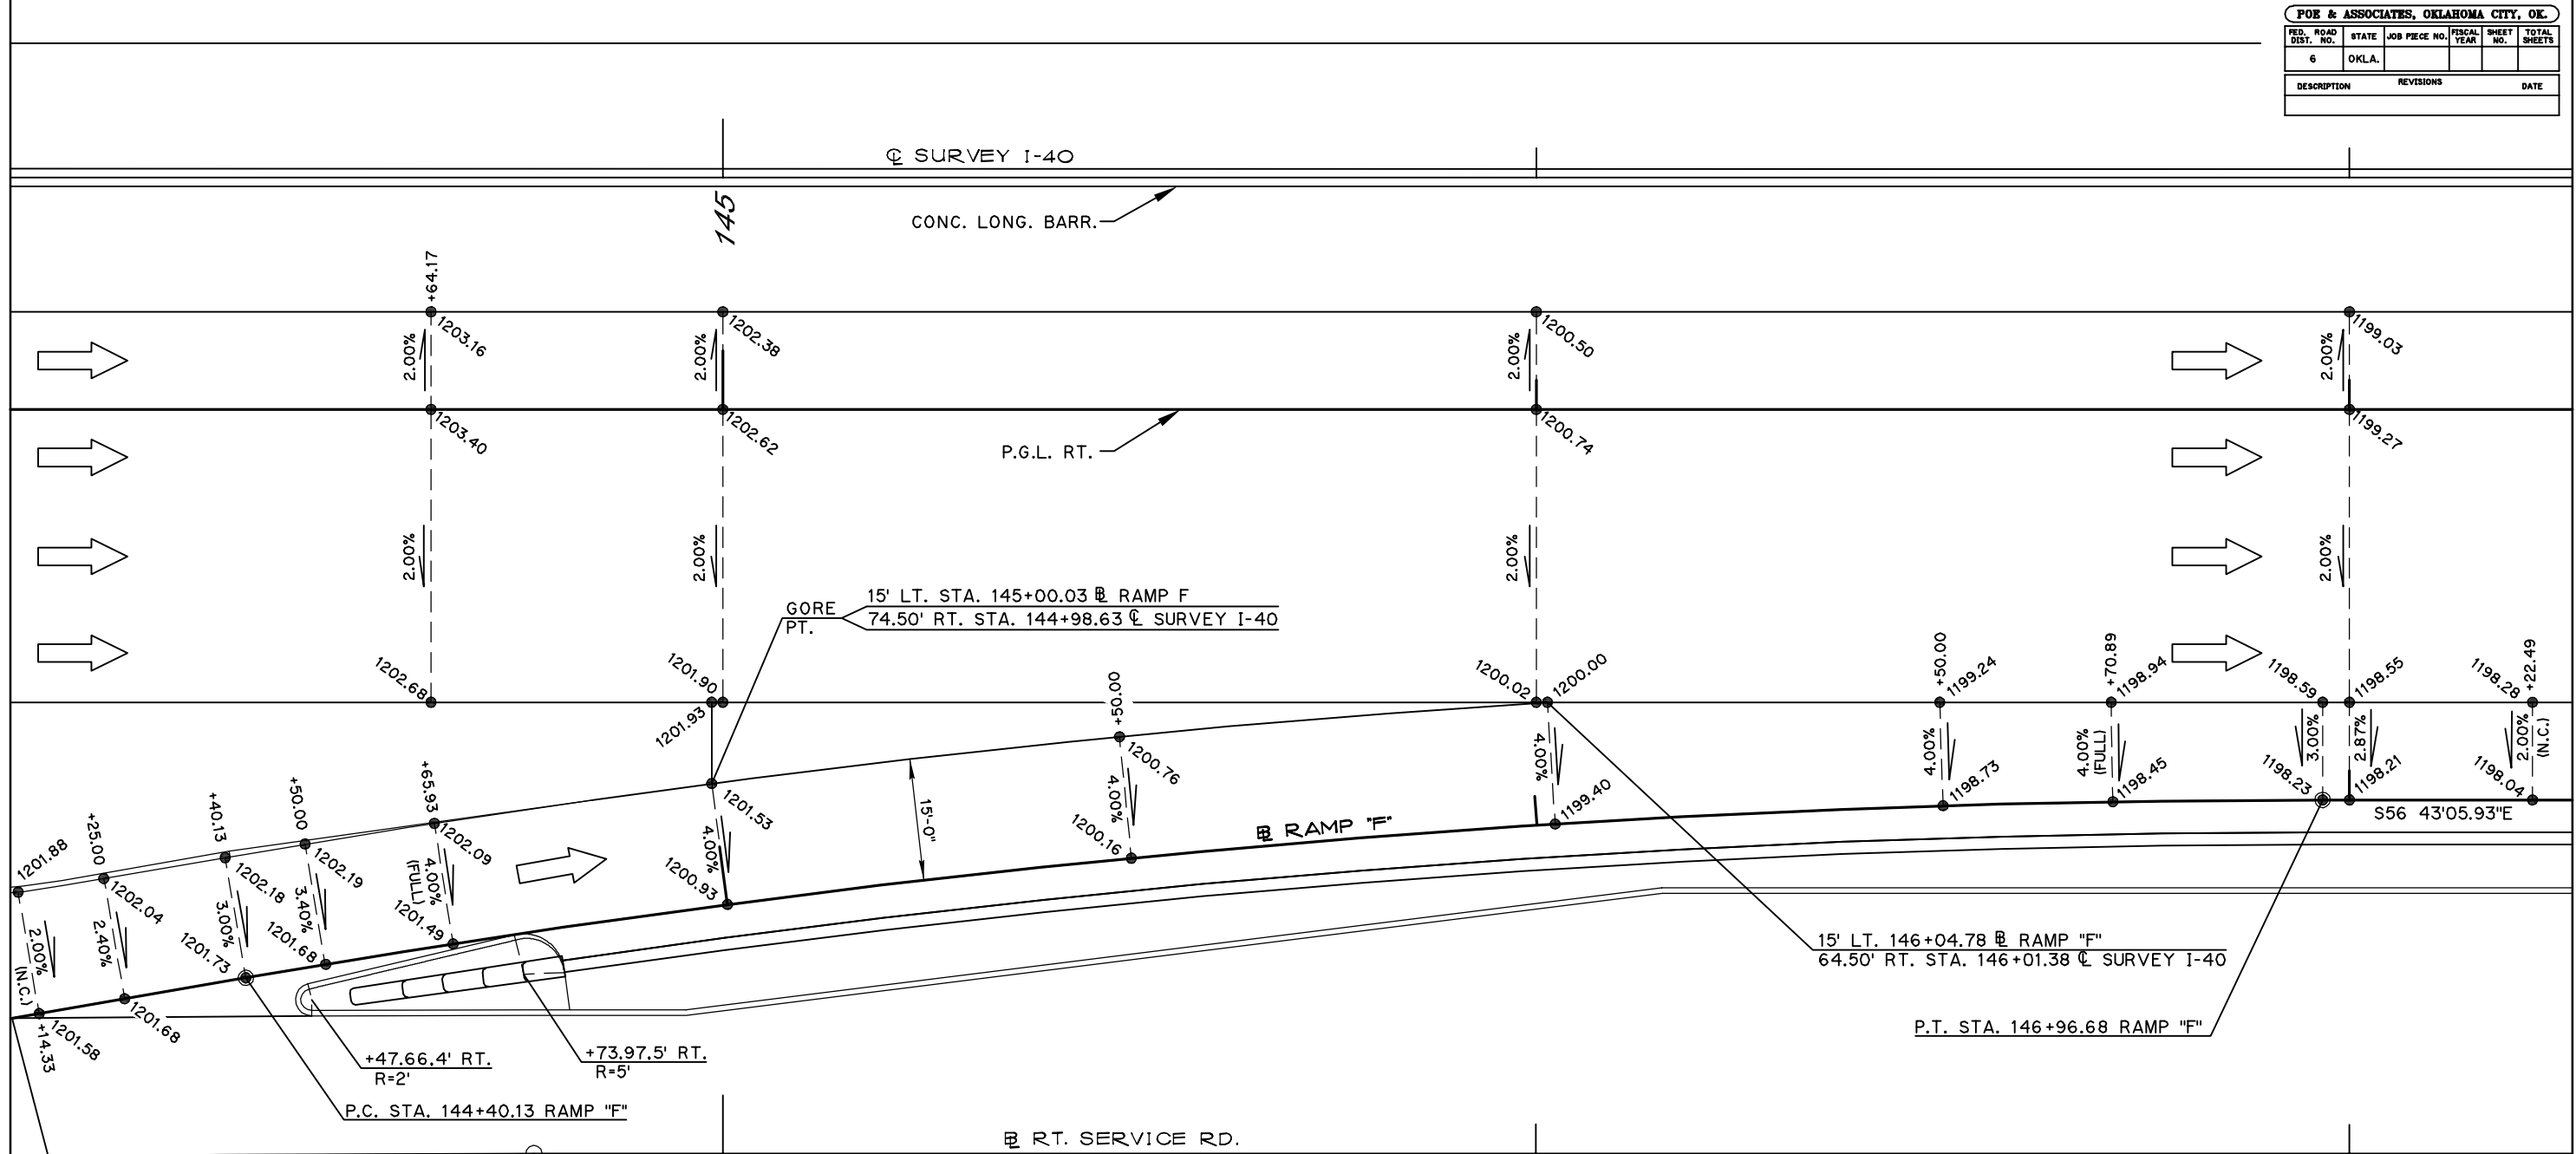 POE & ASSOCIATES, OKLAHOMA CITY, OK.
FED. ROAD DIST. NO. STATE JOB PIECE NO. FISCAL YEAR SHEET NO. TOTAL SHEETS
6 OKLA.
DESCRIPTION REVISIONS DATE
℄ SURVEY I-40
145
CONC. LONG. BARR.
+64.17
1203.16
1202.38
1200.50
1199.03
2.00%
2.00%
2.00%
2.00%
1203.40
1202.62
1200.74
1199.27
P.G.L. RT.
2.00%
2.00%
2.00%
2.00%
GORE PT.
15' LT. STA. 145+00.03 BL RAMP F
74.50' RT. STA. 144+98.63 ℄ SURVEY I-40
1202.68
1201.90
1201.93
+50.00
1200.02
1200.00
+50.00
1199.24
+70.89
1198.94
1198.59
1198.55
1198.28
+22.49
1201.88
+25.00
1202.04
+40.13
1202.18
+50.00
1202.19
+65.93
1202.09
1201.53
1200.76
4.00%
4.00%
4.00%
4.00%
(FULL)
3.00%
2.87%
2.00%
(N.C.)
2.00%
(N.C.)
2.40%
3.00%
3.40%
4.00%
(FULL)
4.00%
15'-0"
1200.16
BL RAMP "F"
1199.40
1198.73
1198.45
1198.23
1198.21
1198.04
S56 43'05.93"E
1201.58
+14.33
1201.68
1201.73
1201.68
1201.49
1200.93
15' LT. 146+04.78 BL RAMP "F"
64.50' RT. STA. 146+01.38 ℄ SURVEY I-40
P.T. STA. 146+96.68 RAMP "F"
+47.66,4' RT.
R=2'
+73.97,5' RT.
R=5'
P.C. STA. 144+40.13 RAMP "F"
BL RT. SERVICE RD.